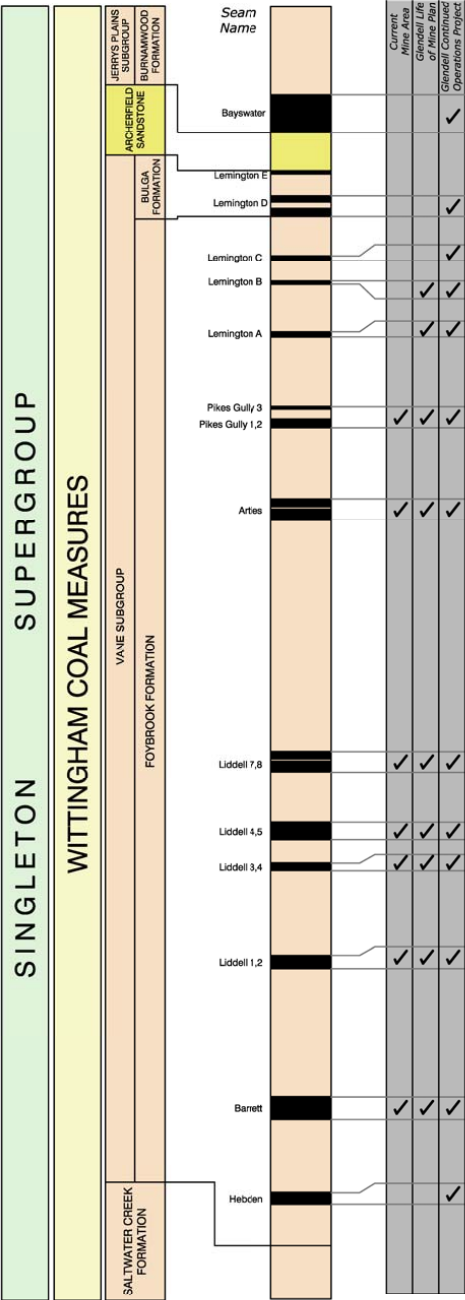 SINGLETON SUPERGROUP
WITTINGHAM COAL MEASURES
JERRYS PLAINS
SUBGROUP
BURNAMWOOD
FORMATION
ARCHERFIELD
SANDSTONE
BULGA
FORMATION
VANE SUBGROUP
FOYBROOK FORMATION
SALTWATER CREEK
FORMATION
Seam
Name
Current
Mine Area
Glendell Life
of Mine Plan
Glendell Continued
Operations Project
Bayswater
✓
Lemington E
Lemington D
✓
Lemington C
✓
Lemington B
✓ ✓
Lemington A
✓ ✓
Pikes Gully 3
Pikes Gully 1,2
✓ ✓ ✓
Arties
✓ ✓ ✓
Liddell 7,8
✓ ✓ ✓
Liddell 4,5
✓ ✓ ✓
Liddell 3,4
✓ ✓ ✓
Liddell 1,2
✓ ✓ ✓
Barrett
✓ ✓ ✓
Hebden
✓